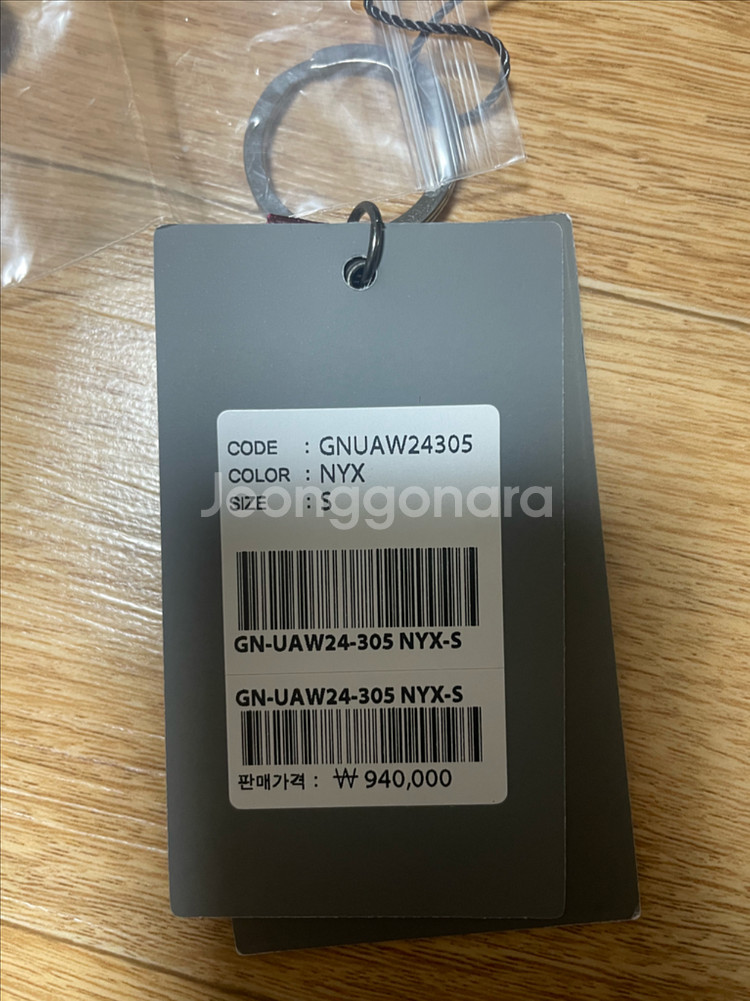 CODE : GNUAW24305
COLOR : NYX
SIZE : S
Jeonggonara
GN-UAW24-305 NYX-S
GN-UAW24-305 NYX-S
판매가격 : ₩ 940,000